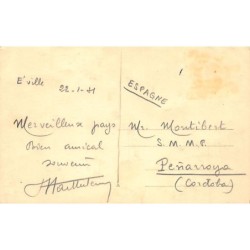 E'ville
22-1-41
Merveilleux pays
Bien amical
souvenir
ESPAGNE
Mr. Montibert
S.M.M.P.
Peñarroya
(Cordoba)